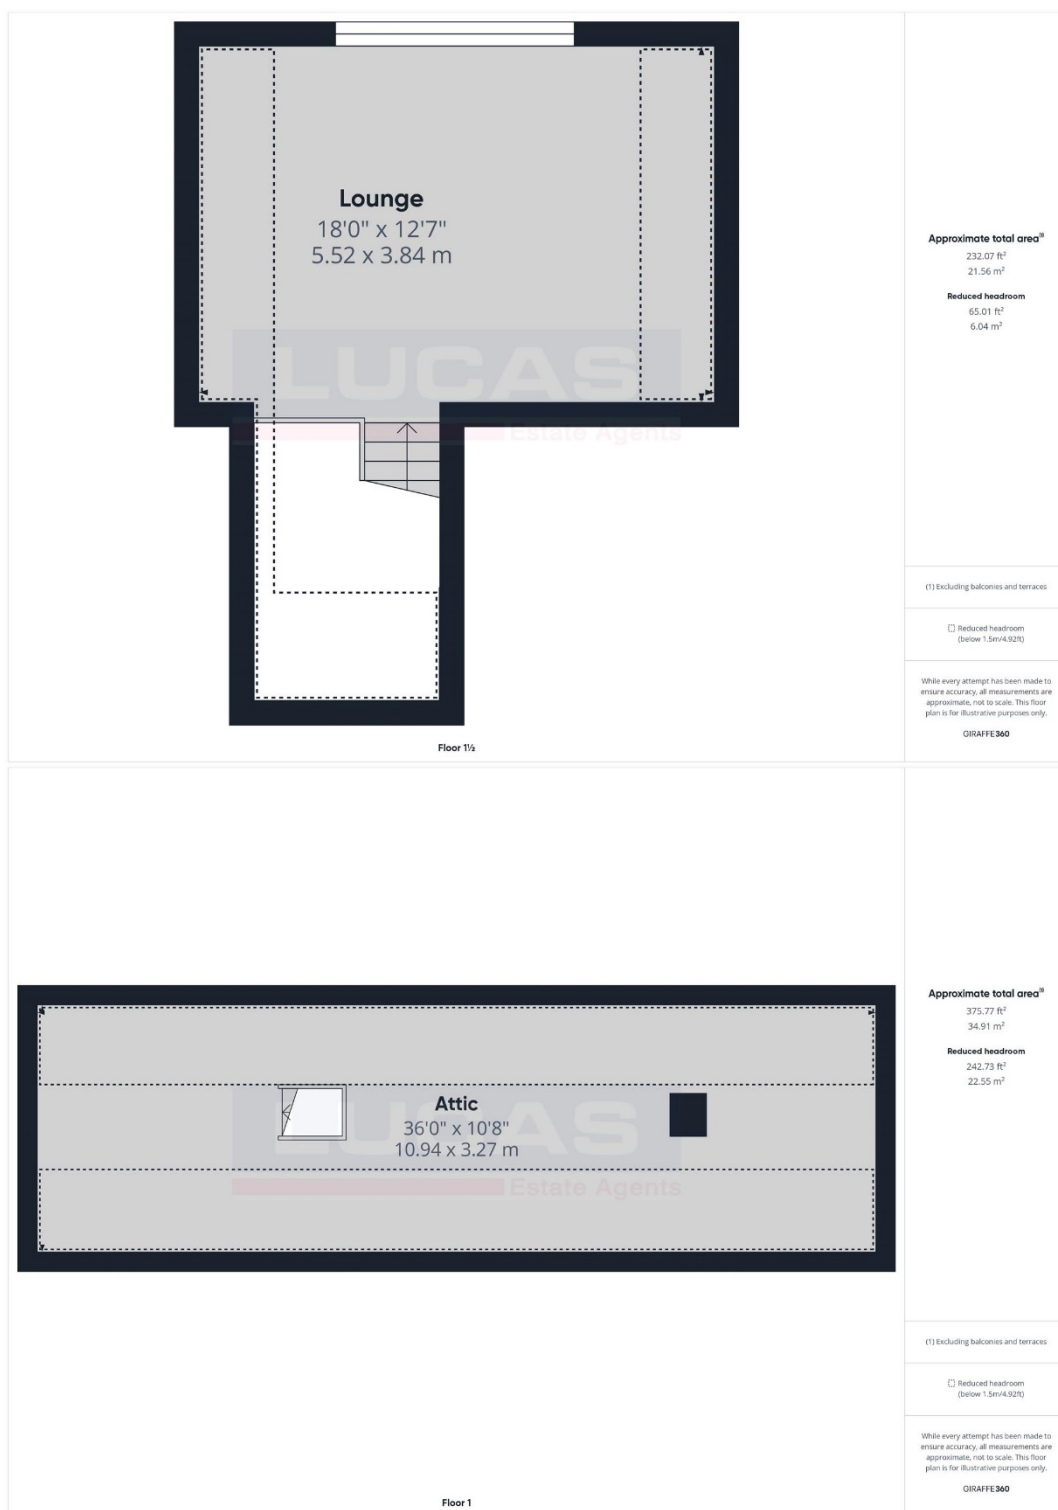 Lounge
18'0" x 12'7"
5.52 x 3.84 m
LUCAS
Estate Agents
Floor 1½
Approximate total area⁽¹⁾
232.07 ft²
21.56 m²
Reduced headroom
65.01 ft²
6.04 m²
(1) Excluding balconies and terraces
Reduced headroom
(below 1.5m/4.92ft)
While every attempt has been made to
ensure accuracy, all measurements are
approximate, not to scale. This floor
plan is for illustrative purposes only.
GIRAFFE360
Attic
36'0" x 10'8"
10.94 x 3.27 m
LUCAS
Estate Agents
Floor 1
Approximate total area⁽¹⁾
375.77 ft²
34.91 m²
Reduced headroom
242.73 ft²
22.55 m²
(1) Excluding balconies and terraces
Reduced headroom
(below 1.5m/4.92ft)
While every attempt has been made to
ensure accuracy, all measurements are
approximate, not to scale. This floor
plan is for illustrative purposes only.
GIRAFFE360